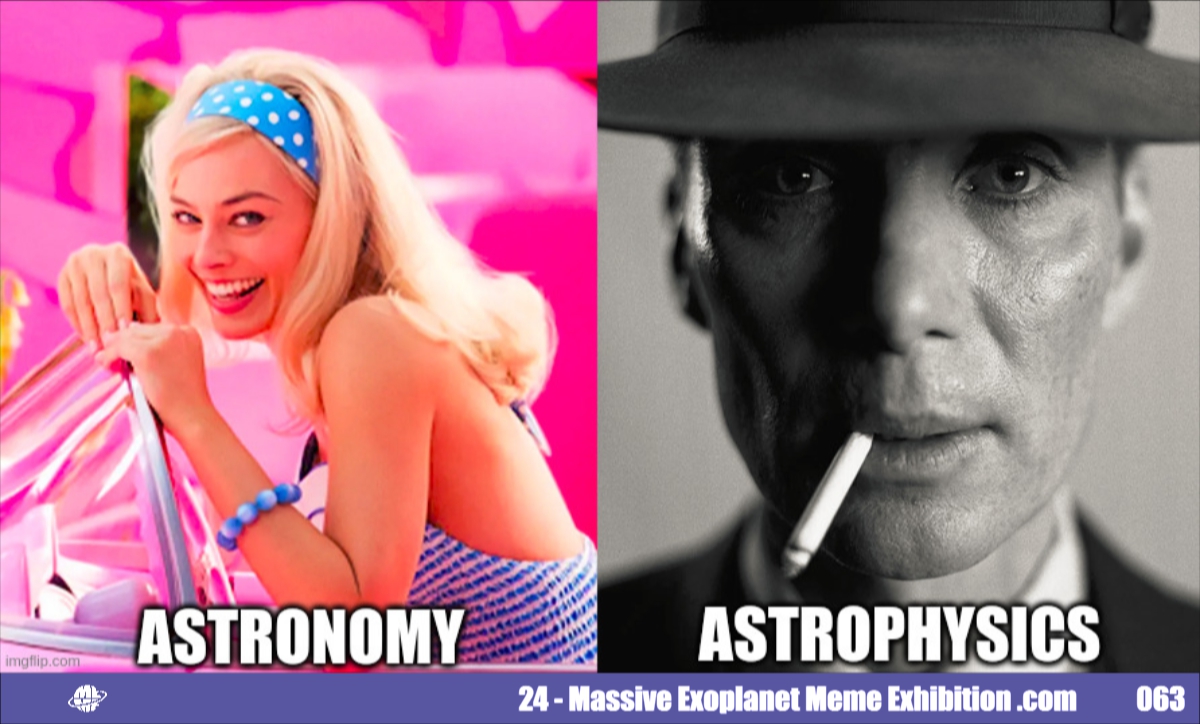 ASTRONOMY
ASTROPHYSICS
imgflip.com
24 - Massive Exoplanet Meme Exhibition .com
063